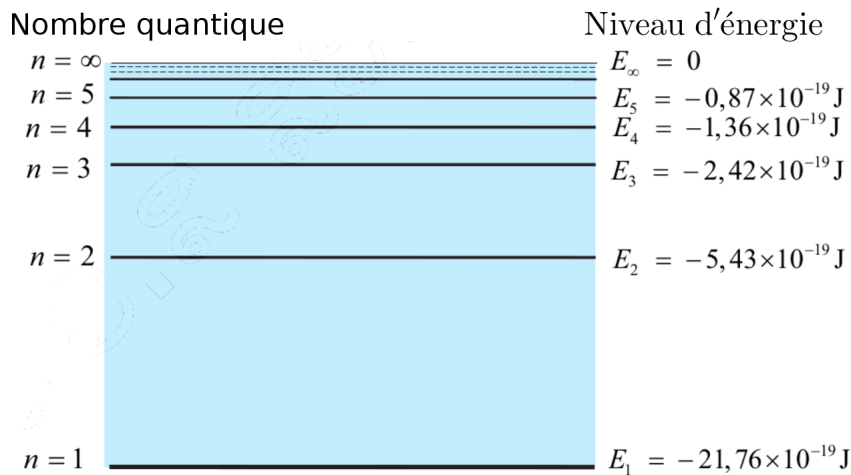 Nombre quantique Niveau d'énergie
n = ∞ E∞ = 0
n = 5 E₅ = −0,87×10⁻¹⁹ J
n = 4 E₄ = −1,36×10⁻¹⁹ J
n = 3 E₃ = −2,42×10⁻¹⁹ J
n = 2 E₂ = −5,43×10⁻¹⁹ J
n = 1 E₁ = −21,76×10⁻¹⁹ J